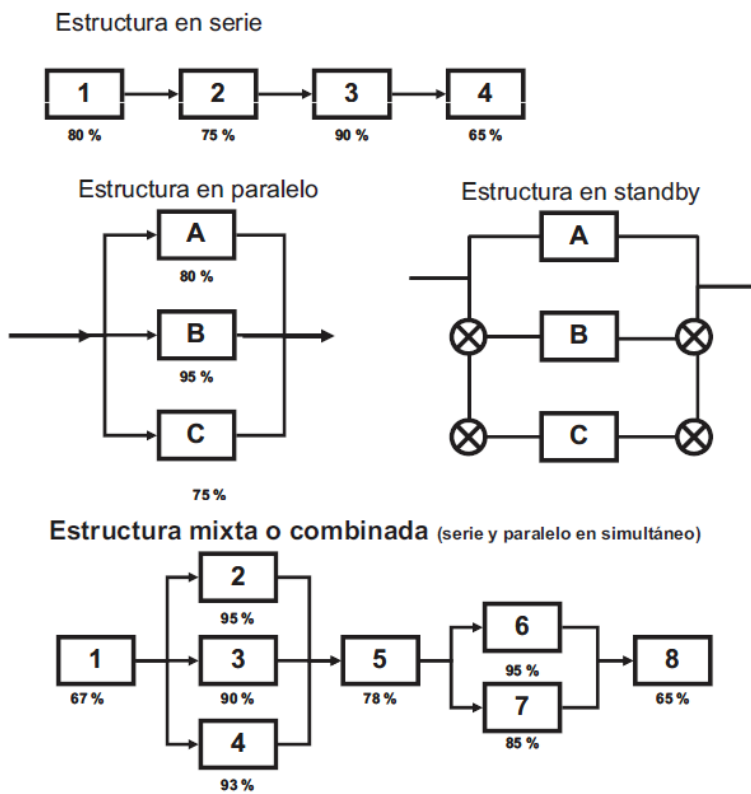 Estructura en serie
1 2 3 4
80 % 75 % 90 % 65 %
Estructura en paralelo
A
80 %
B
95 %
C
75 %
Estructura en standby
A
B
C
Estructura mixta o combinada (serie y paralelo en simultáneo)
2
95 %
1 3 5 6 8
67 % 90 % 78 % 95 % 65 %
4 7
93 % 85 %